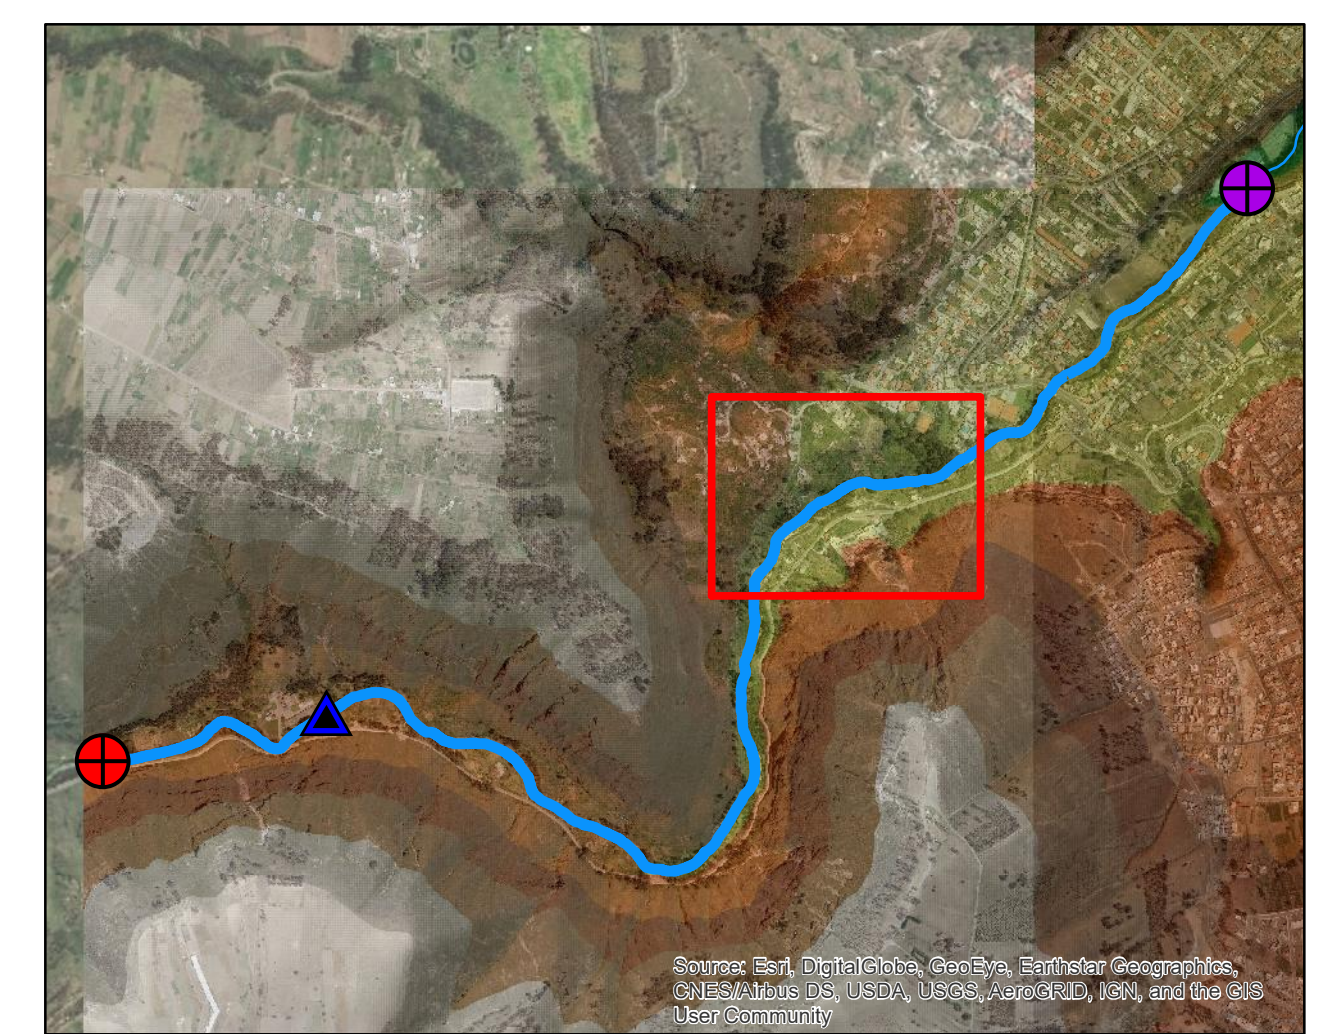 Source: Esri, DigitalGlobe, GeoEye, Earthstar Geographics,
CNES/Airbus DS, USDA, USGS, AeroGRID, IGN, and the GIS
User Community